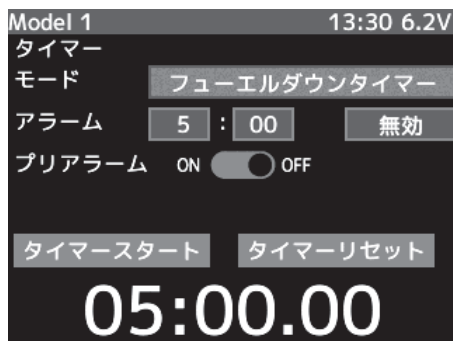 Model 1 13:30 6.2V
タイマー
モード フューエルダウンタイマー
アラーム 5 : 00 無効
プリアラーム ON OFF
タイマースタート タイマーリセット
05:00.00